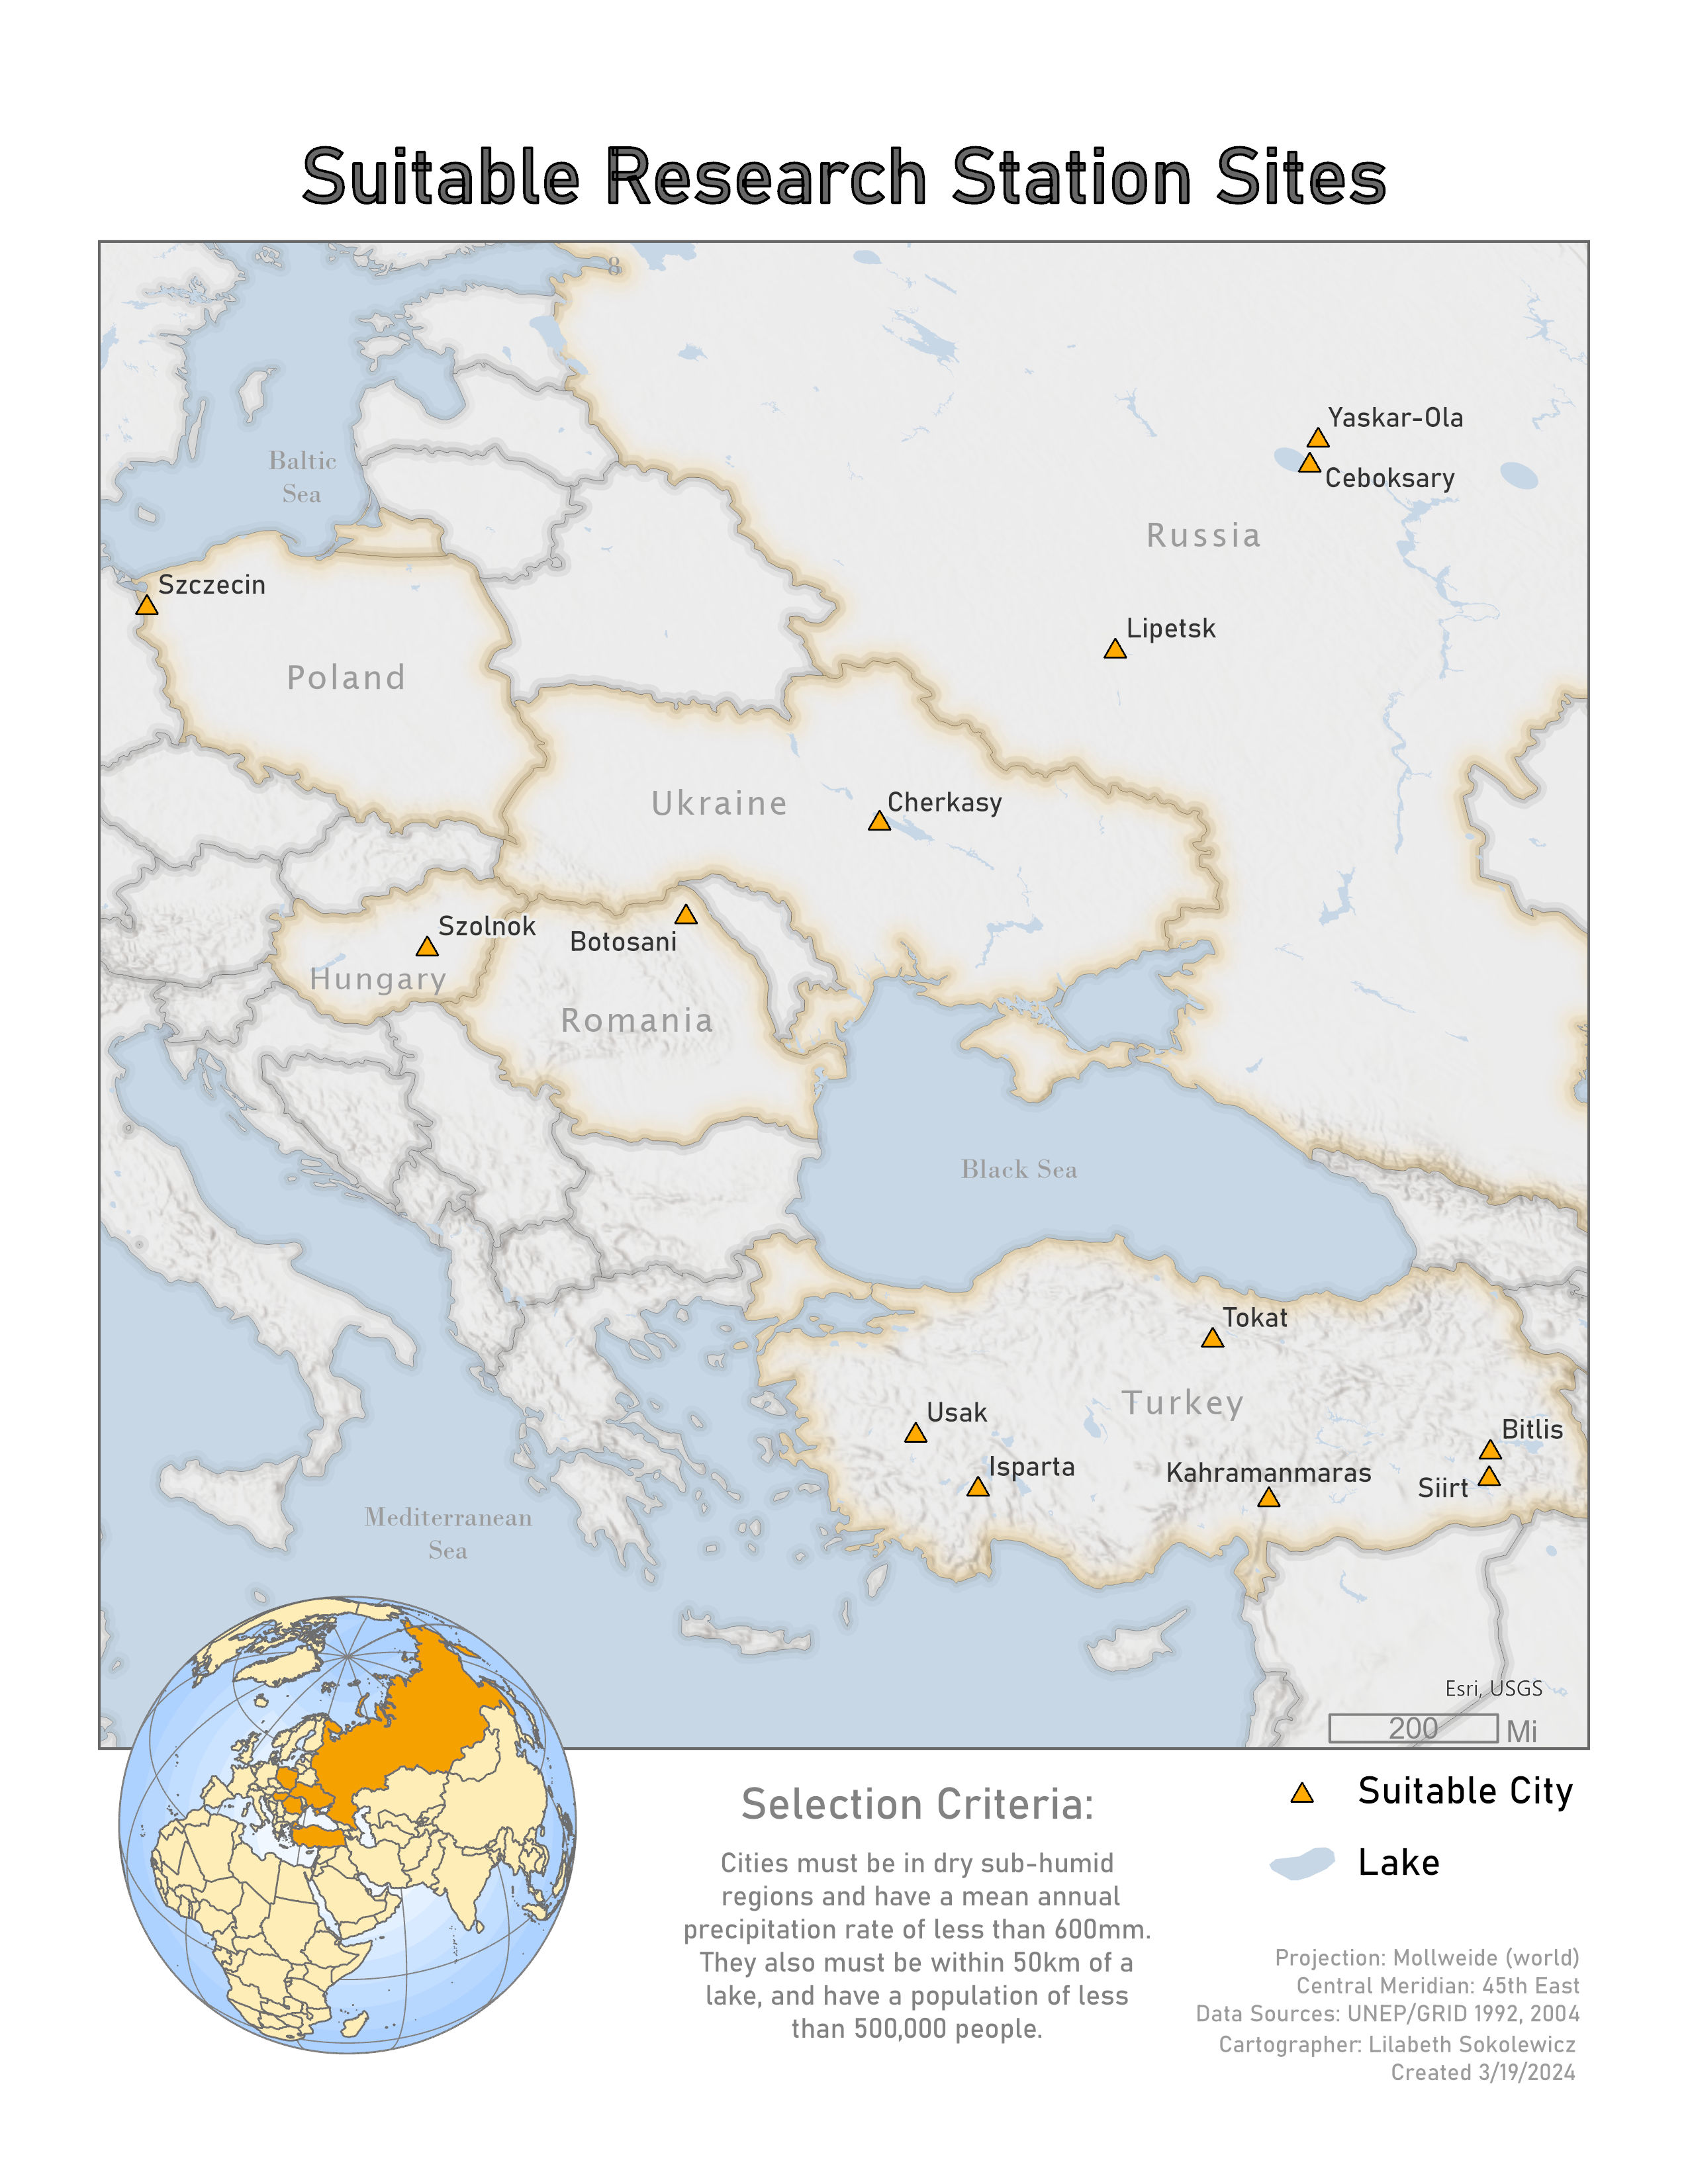 Suitable Research Station Sites
8
Yaskar-Ola
Ceboksary
Baltic
Sea
Russia
Szczecin
Lipetsk
Poland
Ukraine
Cherkasy
Szolnok
Botosani
Hungary
Romania
Black Sea
Tokat
Turkey
Usak
Bitlis
Isparta
Kahramanmaras
Siirt
Mediterranean
Sea
Esri, USGS
200 Mi
Selection Criteria:
Cities must be in dry sub-humid
regions and have a mean annual
precipitation rate of less than 600mm.
They also must be within 50km of a
lake, and have a population of less
than 500,000 people.
Suitable City
Lake
Projection: Mollweide (world)
Central Meridian: 45th East
Data Sources: UNEP/GRID 1992, 2004
Cartographer: Lilabeth Sokolewicz
Created 3/19/2024